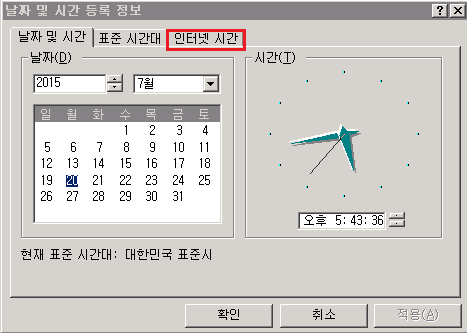 날짜 및 시간 등록 정보
날짜 및 시간 표준 시간대 인터넷 시간
날짜(D)
2015 7월
일 월 화 수 목 금 토
1 2 3 4
5 6 7 8 9 10 11
12 13 14 15 16 17 18
19 20 21 22 23 24 25
26 27 28 29 30 31
시간(T)
오후 5:43:36
현재 표준 시간대: 대한민국 표준시
확인 취소 적용(A)